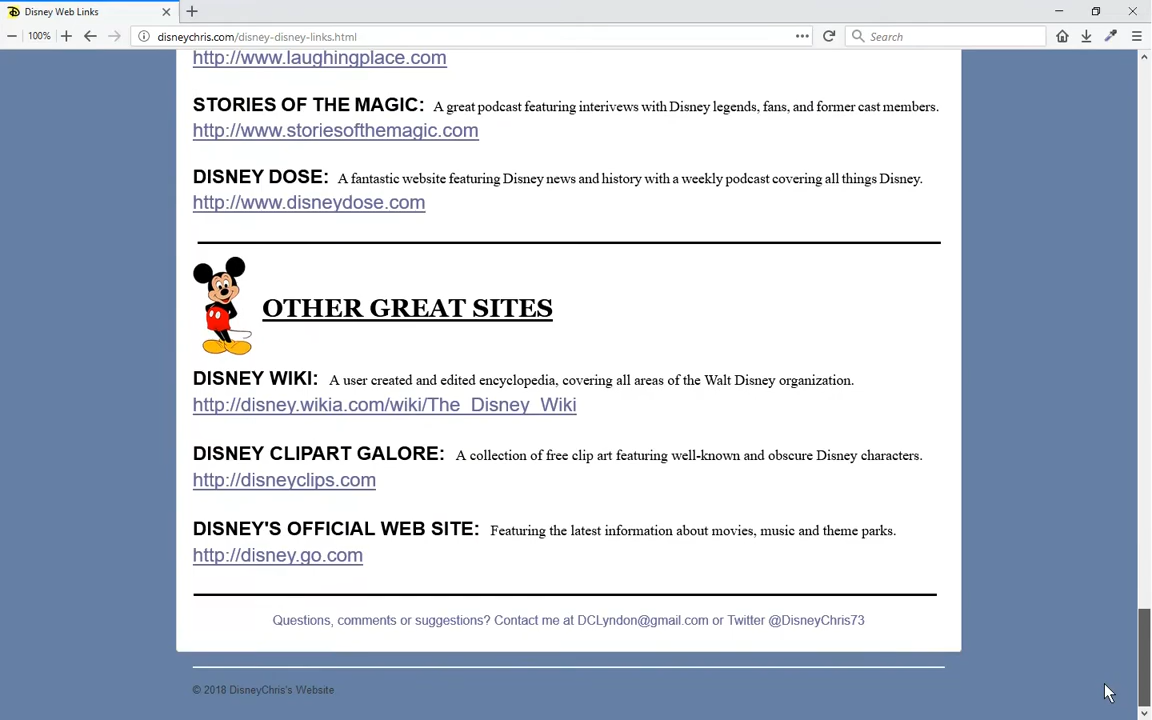 Disney Web Links
100%
disneychris.com/disney-disney-links.html
Search
http://www.laughingplace.com
STORIES OF THE MAGIC: A great podcast featuring interivews with Disney legends, fans, and former cast members.
http://www.storiesofthemagic.com
DISNEY DOSE: A fantastic website featuring Disney news and history with a weekly podcast covering all things Disney.
http://www.disneydose.com
OTHER GREAT SITES
DISNEY WIKI: A user created and edited encyclopedia, covering all areas of the Walt Disney organization.
http://disney.wikia.com/wiki/The_Disney_Wiki
DISNEY CLIPART GALORE: A collection of free clip art featuring well-known and obscure Disney characters.
http://disneyclips.com
DISNEY'S OFFICIAL WEB SITE: Featuring the latest information about movies, music and theme parks.
http://disney.go.com
Questions, comments or suggestions? Contact me at DCLyndon@gmail.com or Twitter @DisneyChris73
© 2018 DisneyChris's Website